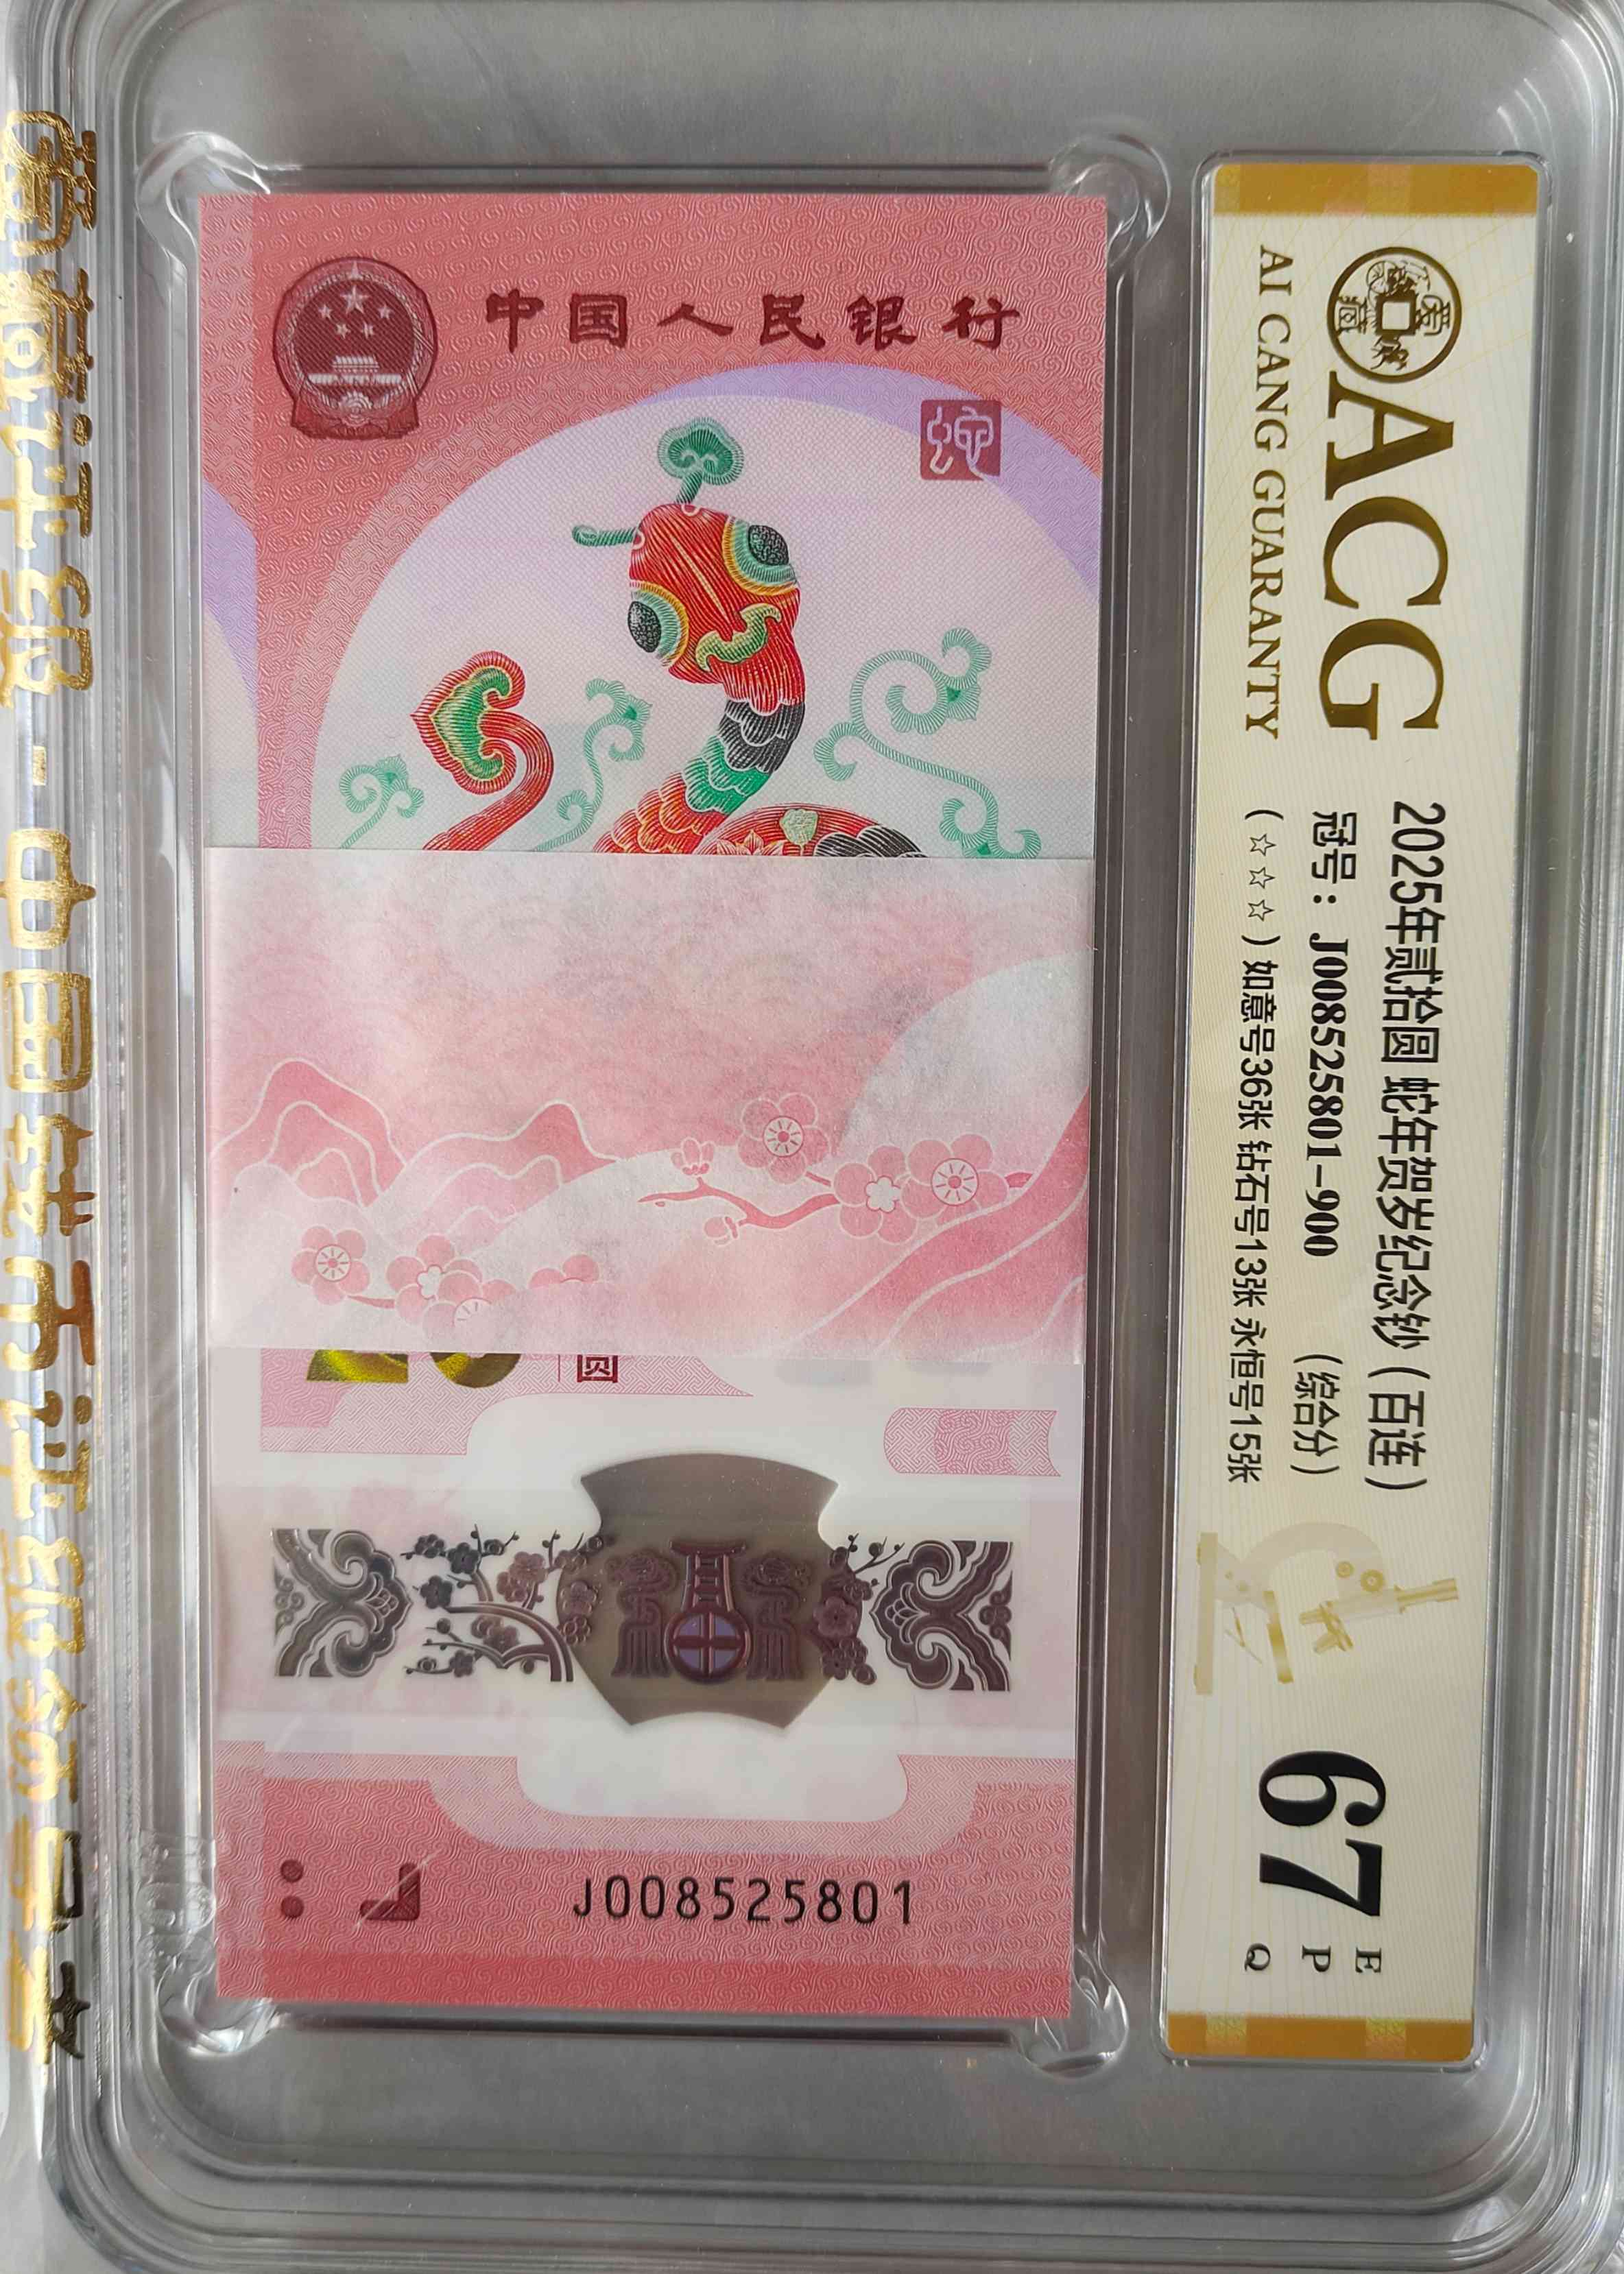 中国人民银行
蛇
20
圆
J008525801
ACG
AI CANG GUARANTY
2025年贰拾圆 蛇年贺岁纪念钞(百连)
冠号: J008525801-900 (综合分)
(☆☆☆) 如意号36张 钻石号13张 永恒号15张
67
E
P
Q